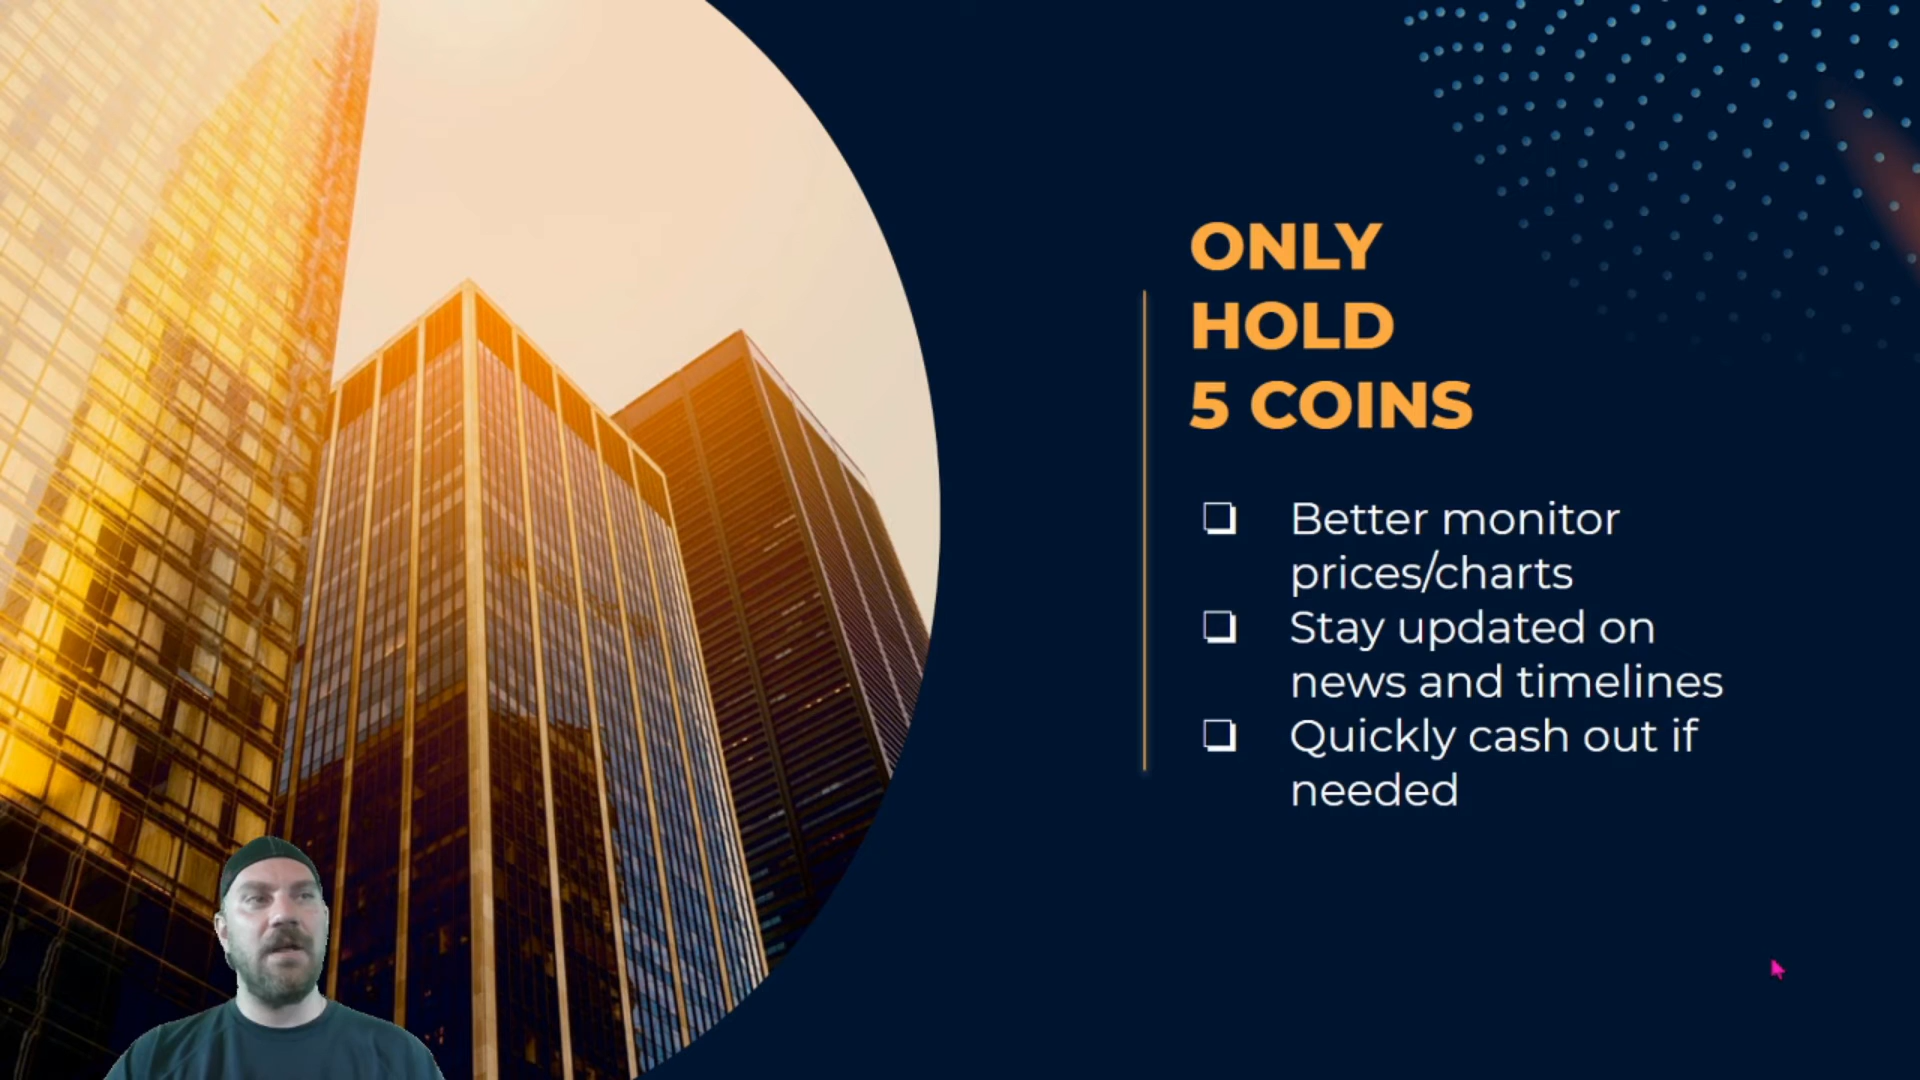 ONLY
HOLD
5 COINS
❏ Better monitor
prices/charts
❏ Stay updated on
news and timelines
❏ Quickly cash out if
needed